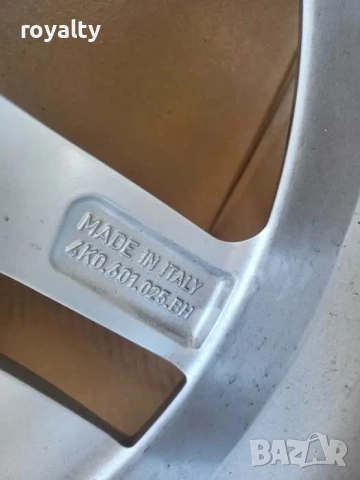 royalty
MADE IN ITALY
4K0.601.025.BH
BAZAR